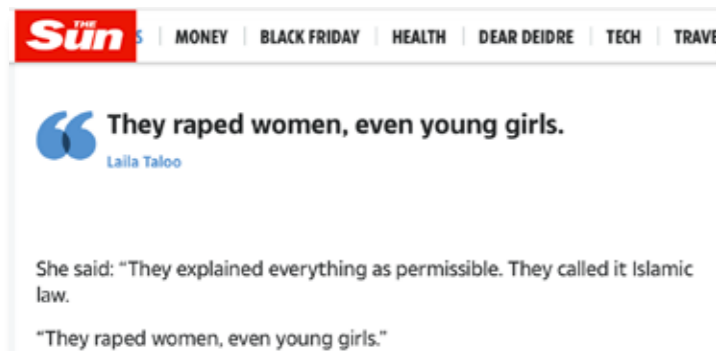 THE
Sun
S MONEY BLACK FRIDAY HEALTH DEAR DEIDRE TECH TRAVE
They raped women, even young girls.
Laila Taloo
She said: “They explained everything as permissible. They called it Islamic
law.
“They raped women, even young girls.”